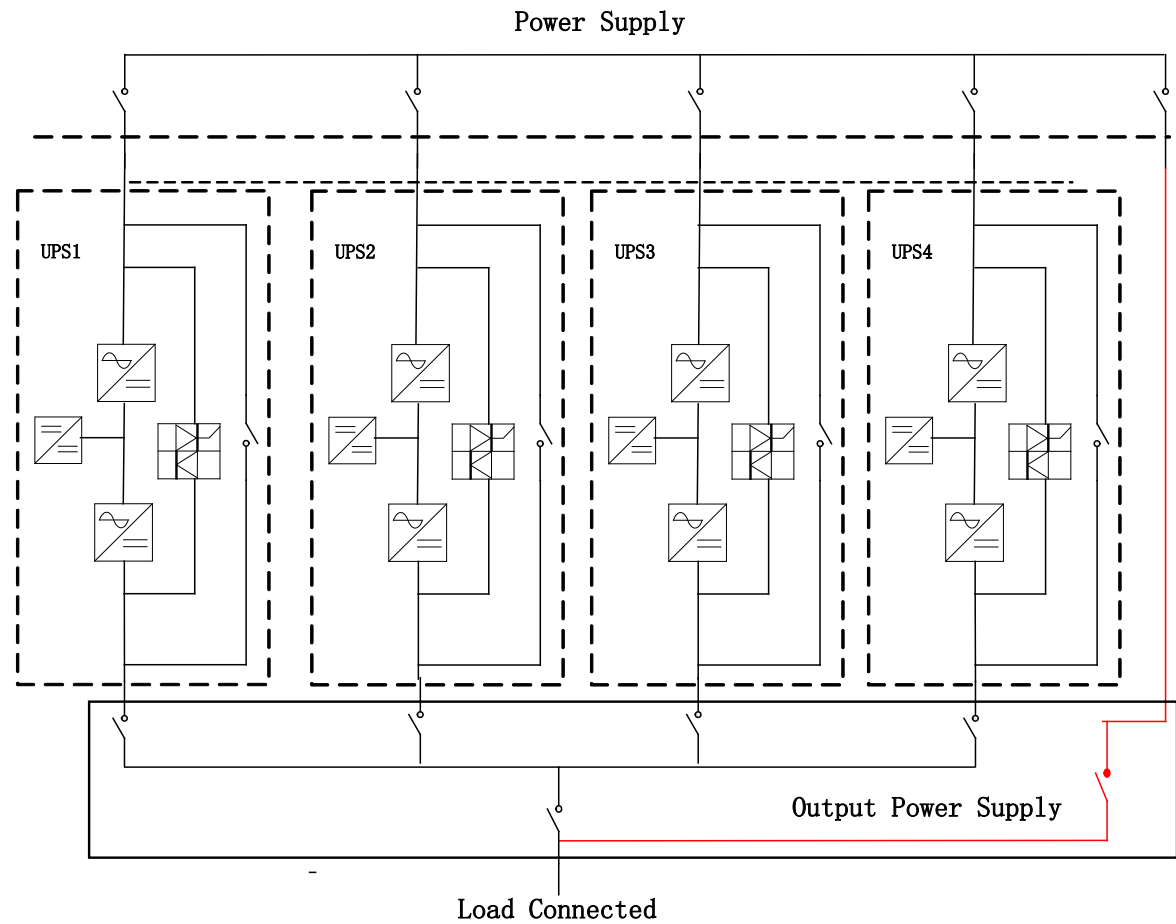 Power Supply
UPS1
UPS2
UPS3
UPS4
Output Power Supply
Load Connected